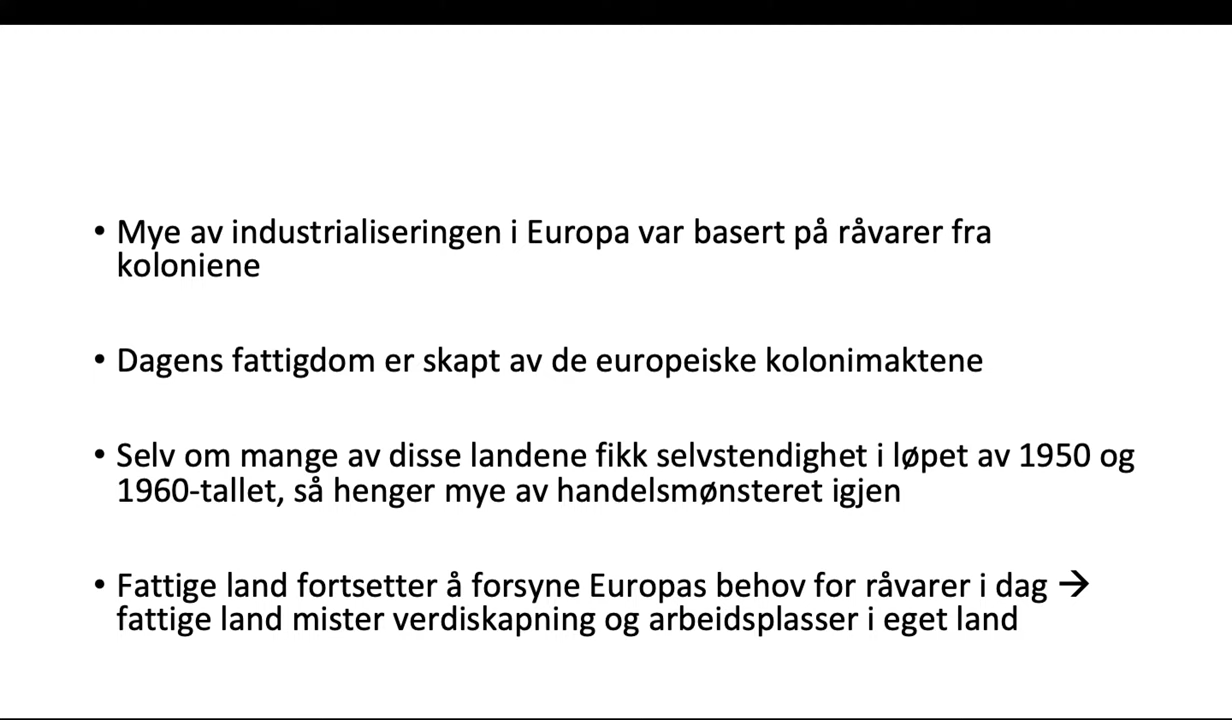 • Mye av industrialiseringen i Europa var basert på råvarer fra
koloniene
• Dagens fattigdom er skapt av de europeiske kolonimaktene
• Selv om mange av disse landene fikk selvstendighet i løpet av 1950 og
1960-tallet, så henger mye av handelsmønsteret igjen
• Fattige land fortsetter å forsyne Europas behov for råvarer i dag →
fattige land mister verdiskapning og arbeidsplasser i eget land